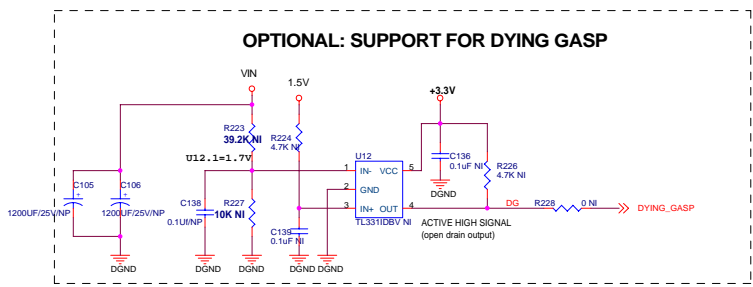 OPTIONAL: SUPPORT FOR DYING GASP
VIN
1.5V
+3.3V
R223
39.2K NI
R224
4.7K NI
U12.1=1.7V
U12
C136
0.1uF NI
R226
4.7K NI
1 IN- VCC 5
2 GND
3 IN+ OUT 4
TL331IDBV NI
DGND
C105
1200UF/25V/NP
C106
1200UF/25V/NP
C138
0.1Uf/NP
R227
10K NI
C139
0.1uF NI
DG
R228
0 NI
DYING_GASP
ACTIVE HIGH SIGNAL
(open drain output)
DGND
DGND
DGND
DGND
DGND